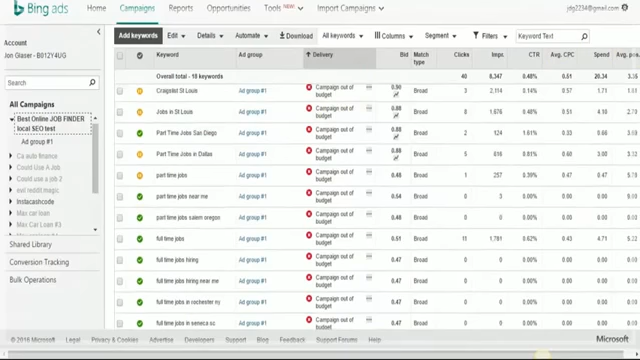 Bing ads Campaigns Reports Opportunities Tools NEW Import Campaigns jdg2234@gmail.com
Account
Jon Glaser - B012Y4UG
Search
All Campaigns
Best Online JOB FINDER
local SEO test
Ad group #1
Ca auto finance
Could Use A Job
Could use a job 2
evil reddit magic
Instacashcode
Max car loan
Max Car Loan #3
Shared Library
Conversion Tracking
Bulk Operations
Add keywords Edit Details Automate Download All keywords Columns Segment Filters Keyword Text
Keyword Ad group Delivery Bid Match type Clicks Imps CTR Avg. CPC Spend Avg. pos.
Overall total - 18 keywords 40 8,347 0.48% 0.51 20.34
Craigslist St Louis Ad group #1 Campaign out of budget 0.90 Broad 3 2,114 0.14% 0.57 1.71
Jobs in St Louis Ad group #1 Campaign out of budget 0.88 Broad 8 1,676 0.48% 0.51 4.10
Part Time Jobs San Diego Ad group #1 Campaign out of budget 0.88 Broad 2 124 1.61% 0.33 0.66
Part Time Jobs in Dallas Ad group #1 Campaign out of budget 0.88 Broad 5 616 0.81% 0.60 3.00
part time jobs Ad group #1 Campaign out of budget 0.48 Broad 1 257 0.39% 0.47 0.47
part time jobs near me Ad group #1 Campaign out of budget 0.54 Broad 0 3 0.00% 0.00 0.00
part time jobs salem oregon Ad group #1 Campaign out of budget 0.48 Broad 0 0 0.00% 0.00 0.00
full time jobs Ad group #1 Campaign out of budget 0.51 Broad 11 1,781 0.62% 0.43 4.71
full time jobs hiring Ad group #1 Campaign out of budget 0.47 Broad 0 0 0.00% 0.00 0.00
full time jobs hiring near me Ad group #1 Campaign out of budget 0.47 Broad 0 0 0.00% 0.00 0.00
full time jobs in rochester ny Ad group #1 Campaign out of budget 0.47 Broad 0 0 0.00% 0.00 0.00
full time jobs in seneca sc Ad group #1 Campaign out of budget 0.47 Broad 0 0 0.00% 0.00 0.00
© 2016 Microsoft Legal Privacy & Cookies Advertise Developers Support Blog Feedback Support Forums Help Microsoft